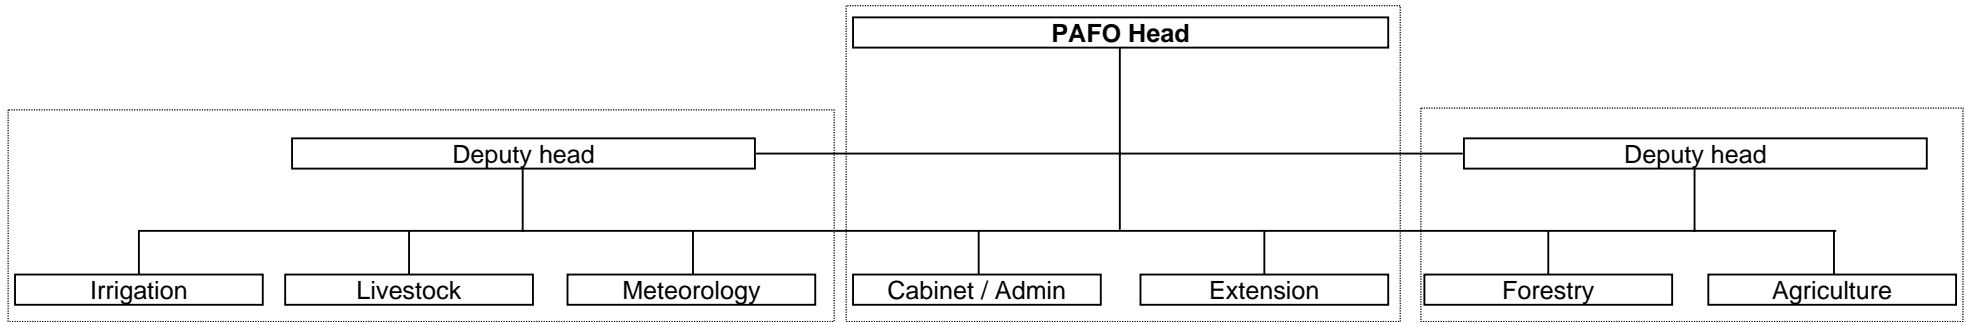 PAFO Head
Deputy head
Deputy head
Irrigation
Livestock
Meteorology
Cabinet / Admin
Extension
Forestry
Agriculture